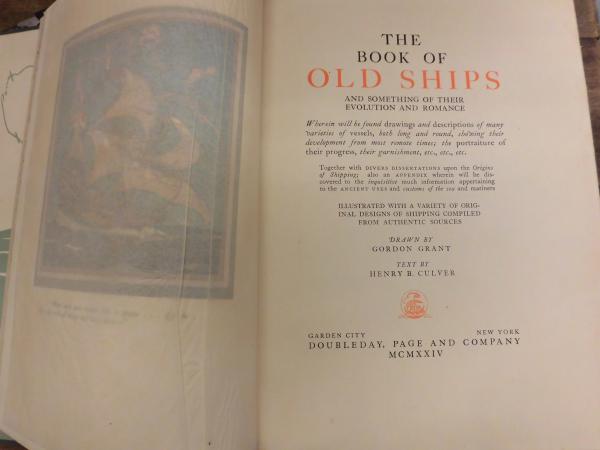 THE
BOOK OF
OLD SHIPS
AND SOMETHING OF THEIR
EVOLUTION AND ROMANCE
Wherein will be found drawings and descriptions of many
varieties of vessels, both long and round, showing their
development from most remote times; the portraiture
of their progress, their garnishment, etc., etc., etc.
Together with DIVERS DISSERTATIONS upon the Origins
of Shipping; also an APPENDIX wherein will be dis-
covered to the inquisitive much information appertaining
to the ANCIENT USES and customs of the sea and mariners
ILLUSTRATED WITH A VARIETY OF ORIG-
INAL DESIGNS OF SHIPPING COMPILED
FROM AUTHENTIC SOURCES
DRAWN BY
GORDON GRANT
TEXT BY
HENRY B. CULVER
GARDEN CITY NEW YORK
DOUBLEDAY, PAGE AND COMPANY
MCMXXIV